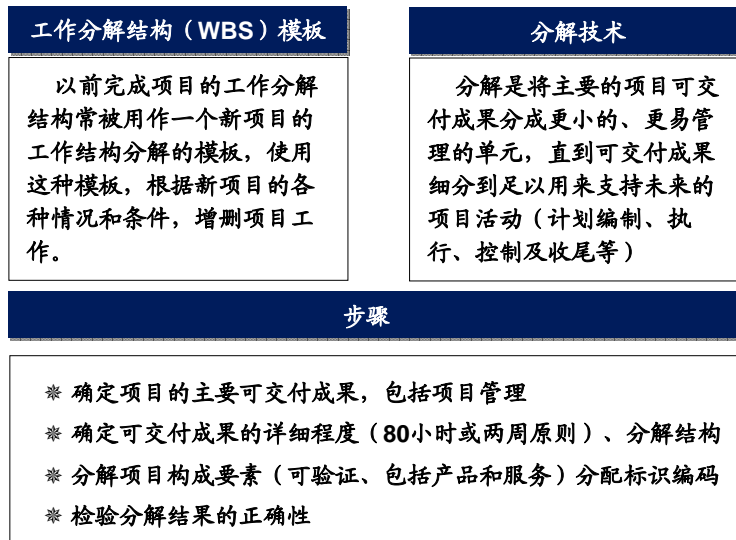 工作分解结构（WBS）模板
以前完成项目的工作分解
结构常被用作一个新项目的
工作结构分解的模板，使用
这种模板，根据新项目的各
种情况和条件，增删项目工
作。
分解技术
分解是将主要的项目可交
付成果分成更小的、更易管
理的单元，直到可交付成果
细分到足以用来支持未来的
项目活动（计划编制、执
行、控制及收尾等）
步骤
※ 确定项目的主要可交付成果，包括项目管理
※ 确定可交付成果的详细程度（80小时或两周原则）、分解结构
※ 分解项目构成要素（可验证、包括产品和服务）分配标识编码
※ 检验分解结果的正确性